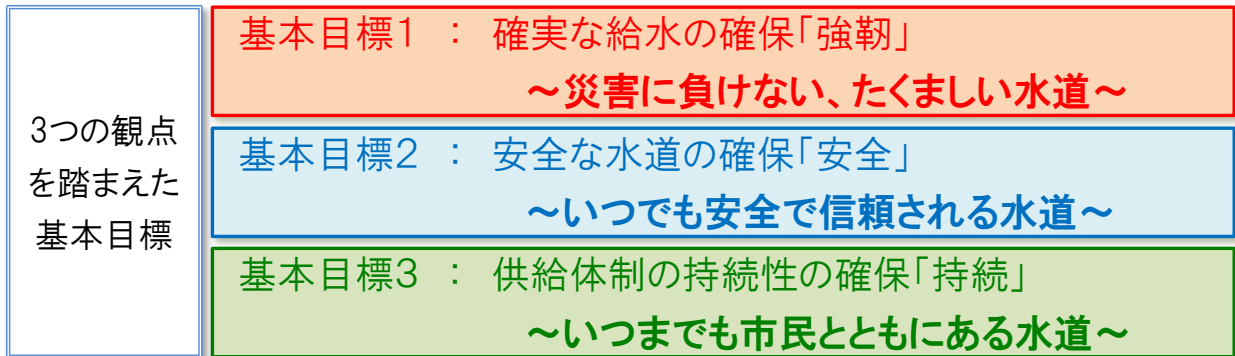 3つの観点
を踏まえた
基本目標
基本目標1 : 確実な給水の確保「強靭」
～災害に負けない、たくましい水道～
基本目標2 : 安全な水道の確保「安全」
～いつでも安全で信頼される水道～
基本目標3 : 供給体制の持続性の確保「持続」
～いつまでも市民とともにある水道～